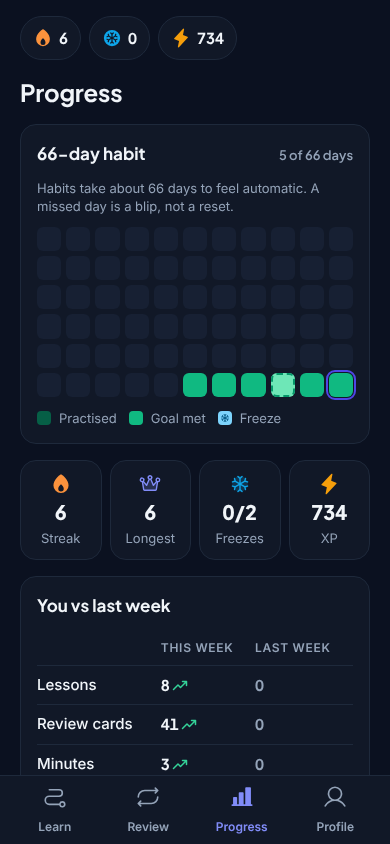 6 0 734
Progress
66-day habit 5 of 66 days
Habits take about 66 days to feel automatic. A
missed day is a blip, not a reset.
Practised Goal met Freeze
6 6 0/2 734
Streak Longest Freezes XP
You vs last week
THIS WEEK LAST WEEK
Lessons 8 0
Review cards 41 0
Minutes 3 0
Learn Review Progress Profile